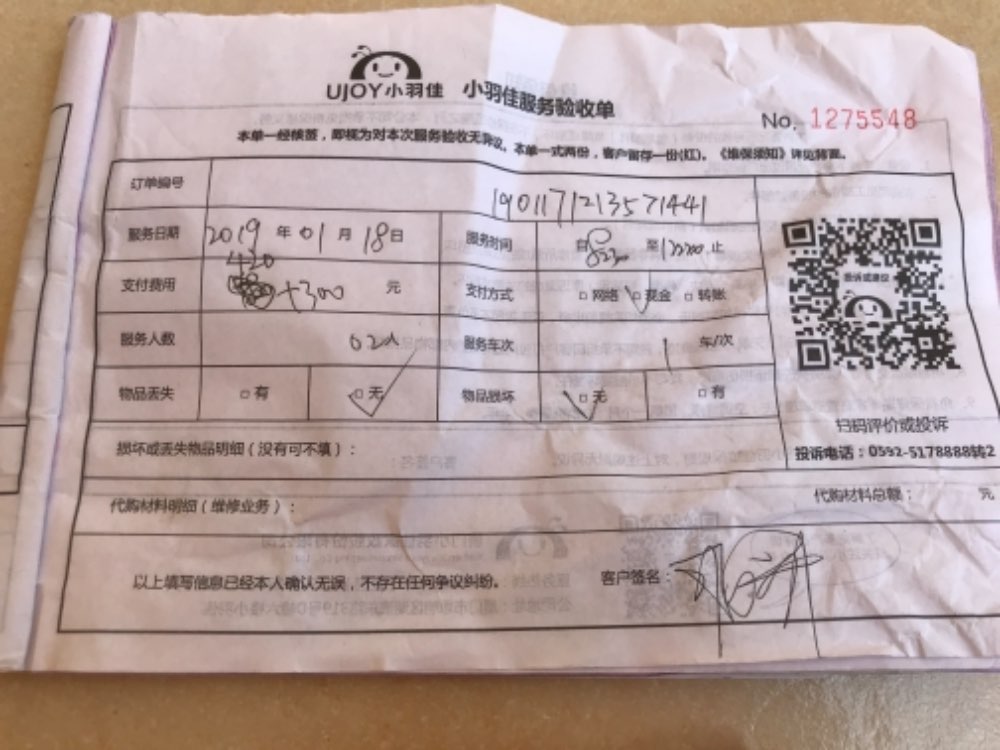 UJOY小羽佳 小羽佳服务验收单
No. 1275548
本单一经核签，即视为对本次服务验收无异议。本单一式两份，客户留存一份(红)。《维保须知》详见背面。
订单编号 1901171213571441
服务日期 2019 年 01 月 18 日 服务时间 自 至 止
420
支付费用 +300 元 支付方式 □网络 □现金 □转账
投诉或建议
服务人数 02人 服务车次 1 车/次
物品丢失 □有 □无 物品损坏 □无 □有
扫码评价或投诉
损坏或丢失物品明细（没有可不填）：
投诉电话：0592-5178888转2
代购材料明细（维修业务）： 代购材料总额： 元
以上填写信息已经本人确认无误，不存在任何争议纠纷。 客户签名：